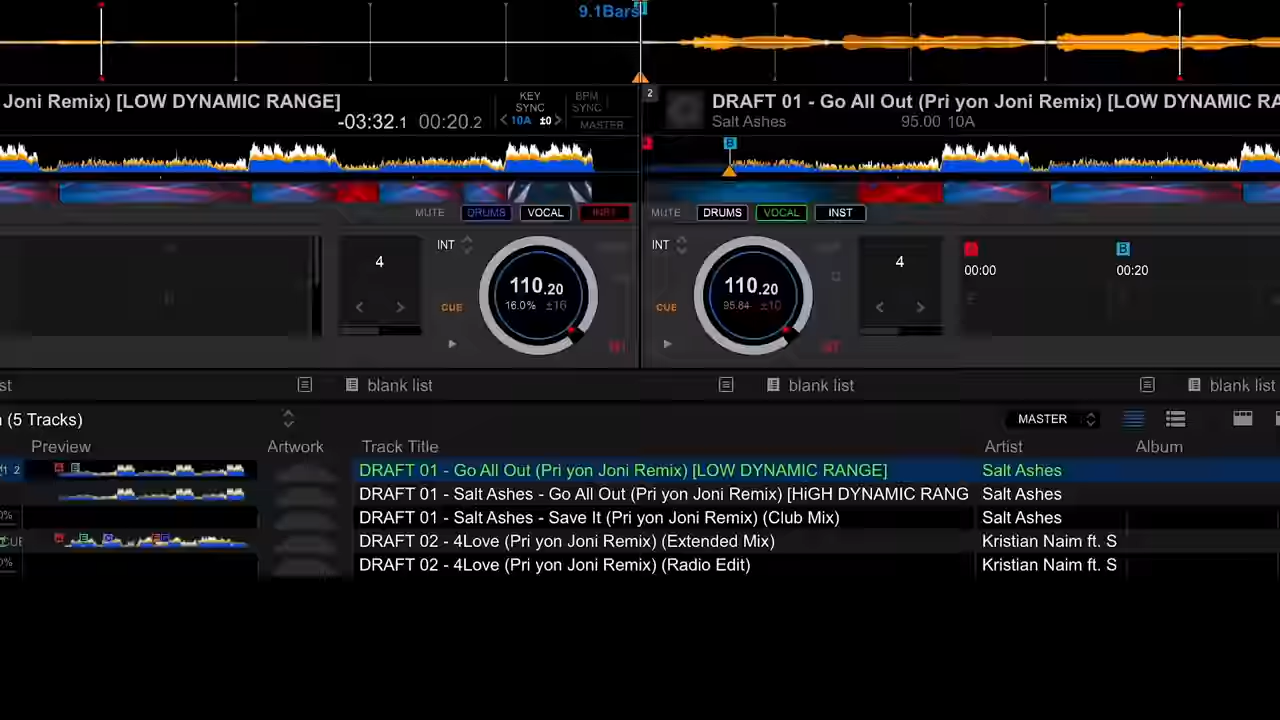 9.1Bars
Joni Remix) [LOW DYNAMIC RANGE]
-03:32.1 00:20.2
KEY SYNC
10A ±0
BPM SYNC
MASTER
2
DRAFT 01 - Go All Out (Pri yon Joni Remix) [LOW DYNAMIC RA
Salt Ashes 95.00 10A
B
MUTE DRUMS VOCAL INST
MUTE DRUMS VOCAL INST
4
INT
110.20
16.0% ±16
CUE
INT
110.20
95.84 ±10
CUE
4
A B
00:00 00:20
st blank list blank list blank list
(5 Tracks) MASTER
Preview Artwork Track Title Artist Album
1 2 DRAFT 01 - Go All Out (Pri yon Joni Remix) [LOW DYNAMIC RANGE] Salt Ashes
DRAFT 01 - Salt Ashes - Go All Out (Pri yon Joni Remix) [HiGH DYNAMIC RANG Salt Ashes
0% DRAFT 01 - Salt Ashes - Save It (Pri yon Joni Remix) (Club Mix) Salt Ashes
CUE DRAFT 02 - 4Love (Pri yon Joni Remix) (Extended Mix) Kristian Naim ft. S
0% DRAFT 02 - 4Love (Pri yon Joni Remix) (Radio Edit) Kristian Naim ft. S